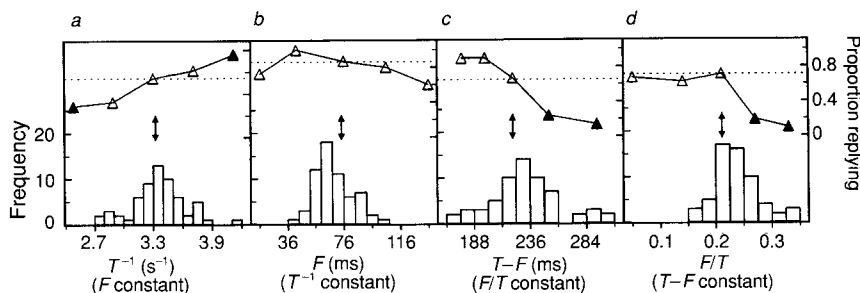 a b c d
Frequency
20
10
0
Proportion replying
0.8
0.4
0
2.7 3.3 3.9
T⁻¹ (s⁻¹)
(F constant)
36 76 116
F (ms)
(T⁻¹ constant)
188 236 284
T–F (ms)
(F/T constant)
0.1 0.2 0.3
F/T
(T–F constant)